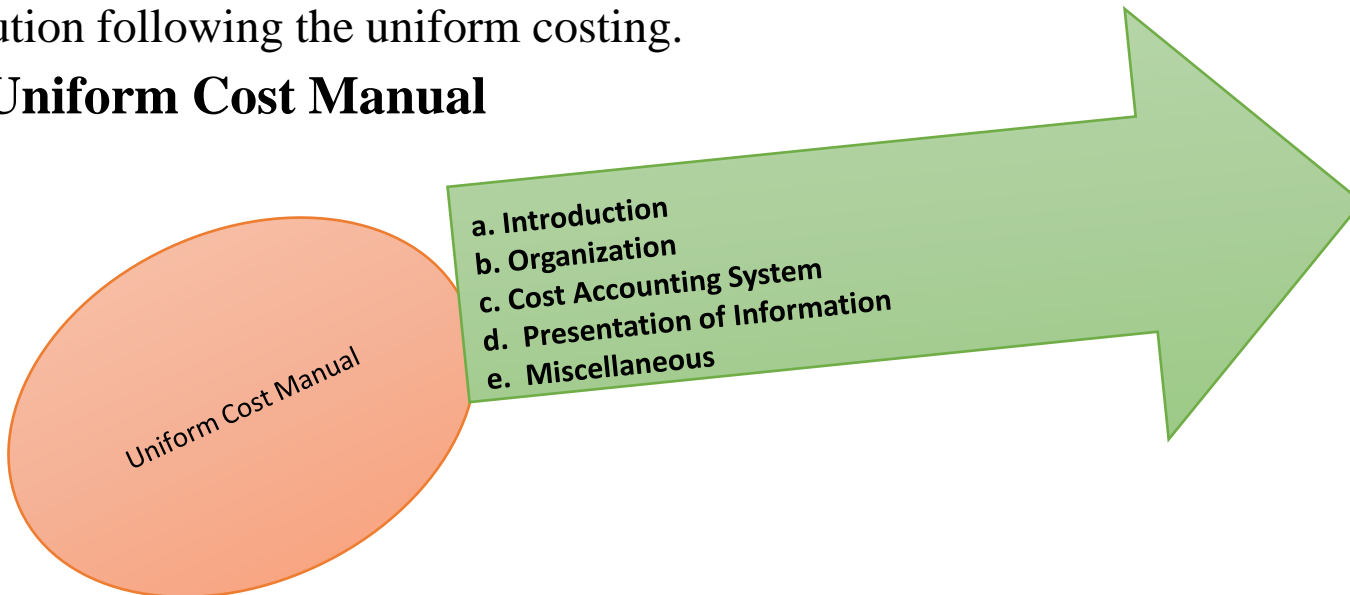 ution following the uniform costing.
Uniform Cost Manual
a. Introduction
b. Organization
c. Cost Accounting System
d. Presentation of Information
e. Miscellaneous
Uniform Cost Manual